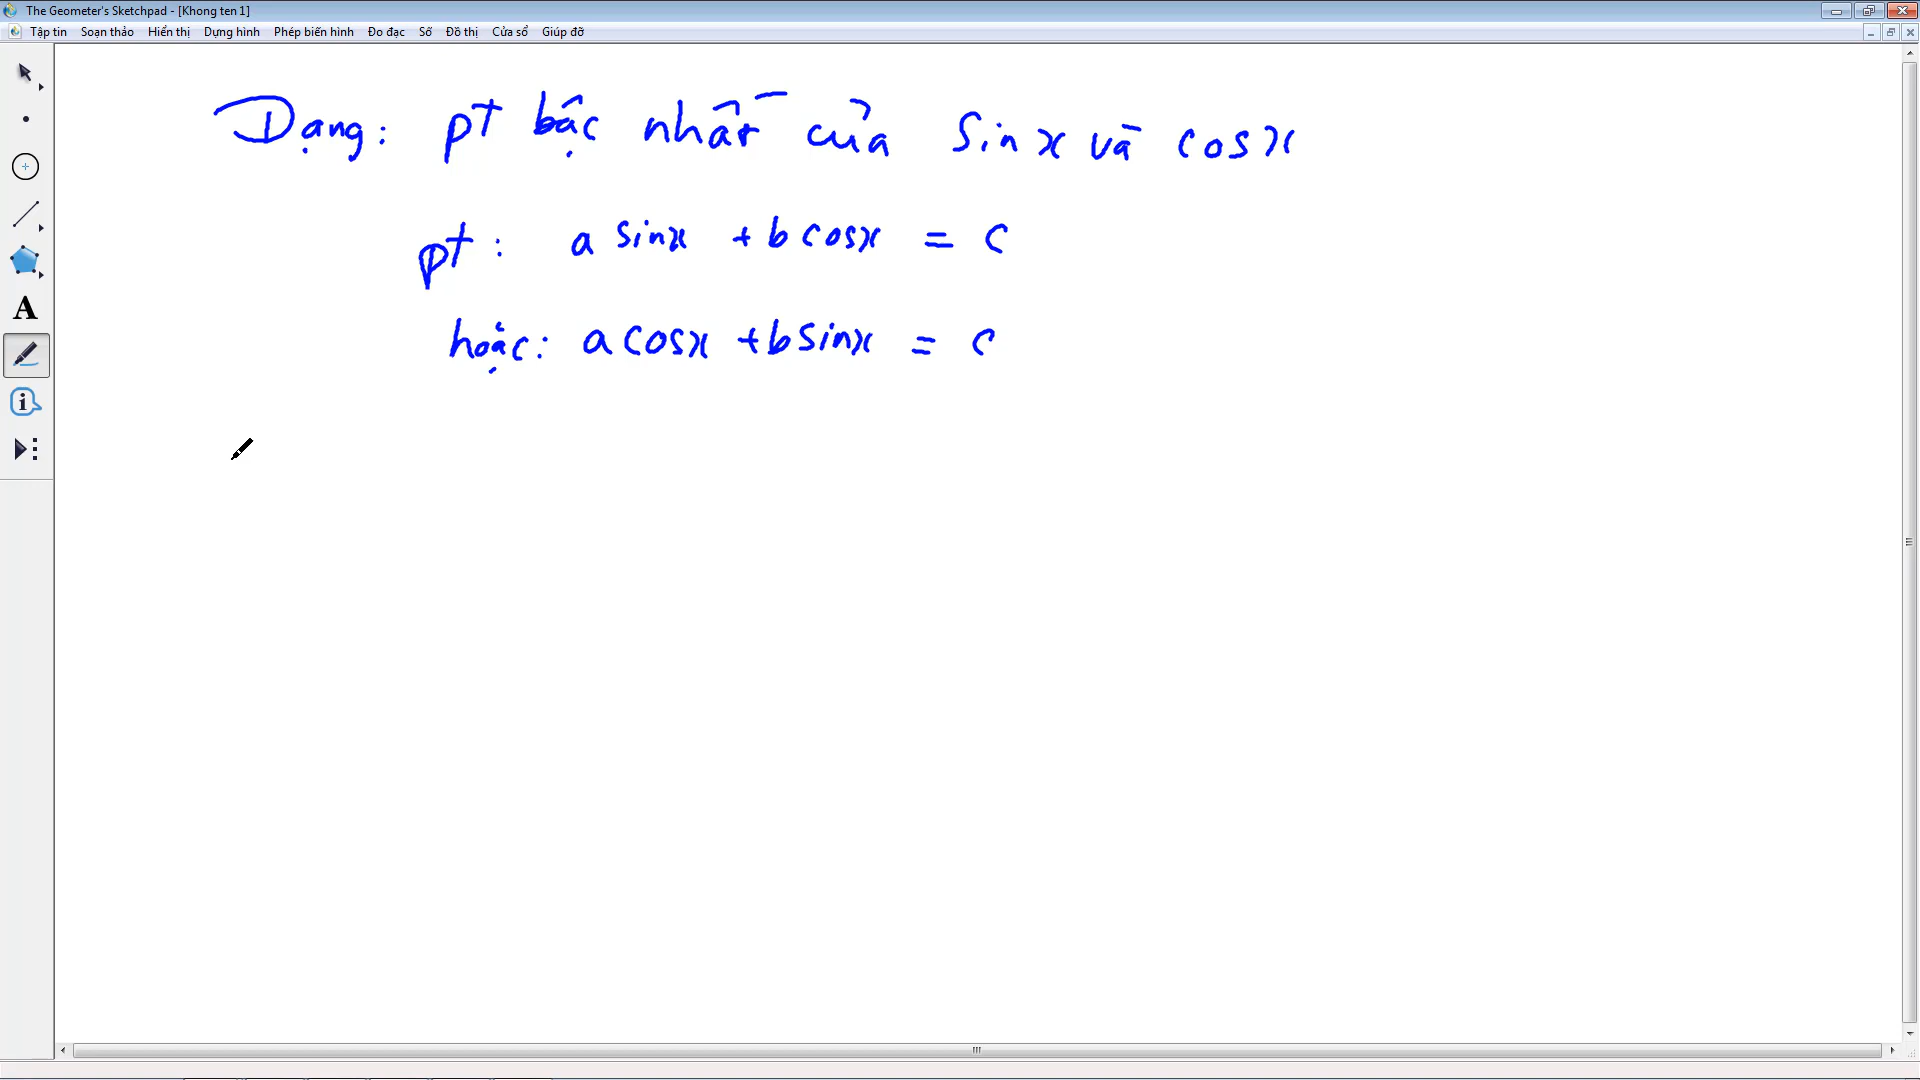 The Geometer's Sketchpad - [Khong ten 1]
Tập tin Soạn thảo Hiển thị Dựng hình Phép biến hình Đo đạc Số Đồ thị Cửa sổ Giúp đỡ
Dạng: pt bậc nhất của sinx và cosx
pt: a sinx + b cosx = c
hoặc: a cosx + b sinx = c
A